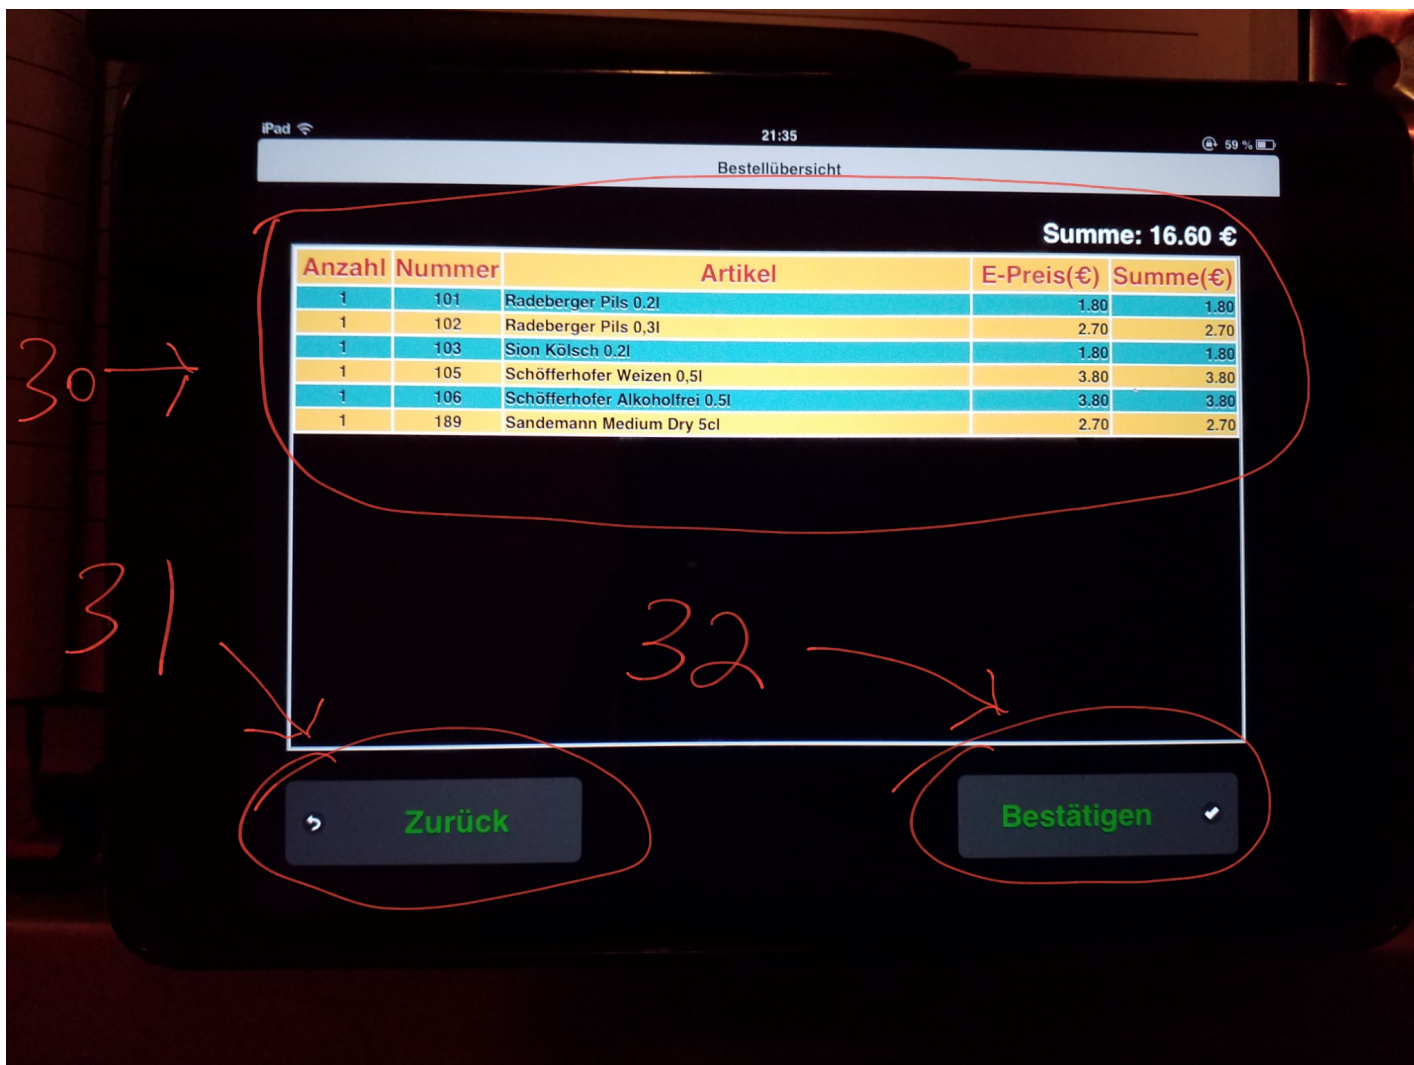 iPad 21:35 59 %
Bestellübersicht
Summe: 16.60 €
Anzahl Nummer Artikel E-Preis(€) Summe(€)
1 101 Radeberger Pils 0.2l 1.80 1.80
1 102 Radeberger Pils 0,3l 2.70 2.70
1 103 Sion Kölsch 0.2l 1.80 1.80
1 105 Schöfferhofer Weizen 0,5l 3.80 3.80
1 106 Schöfferhofer Alkoholfrei 0.5l 3.80 3.80
1 189 Sandemann Medium Dry 5cl 2.70 2.70
30
31
32
Zurück
Bestätigen